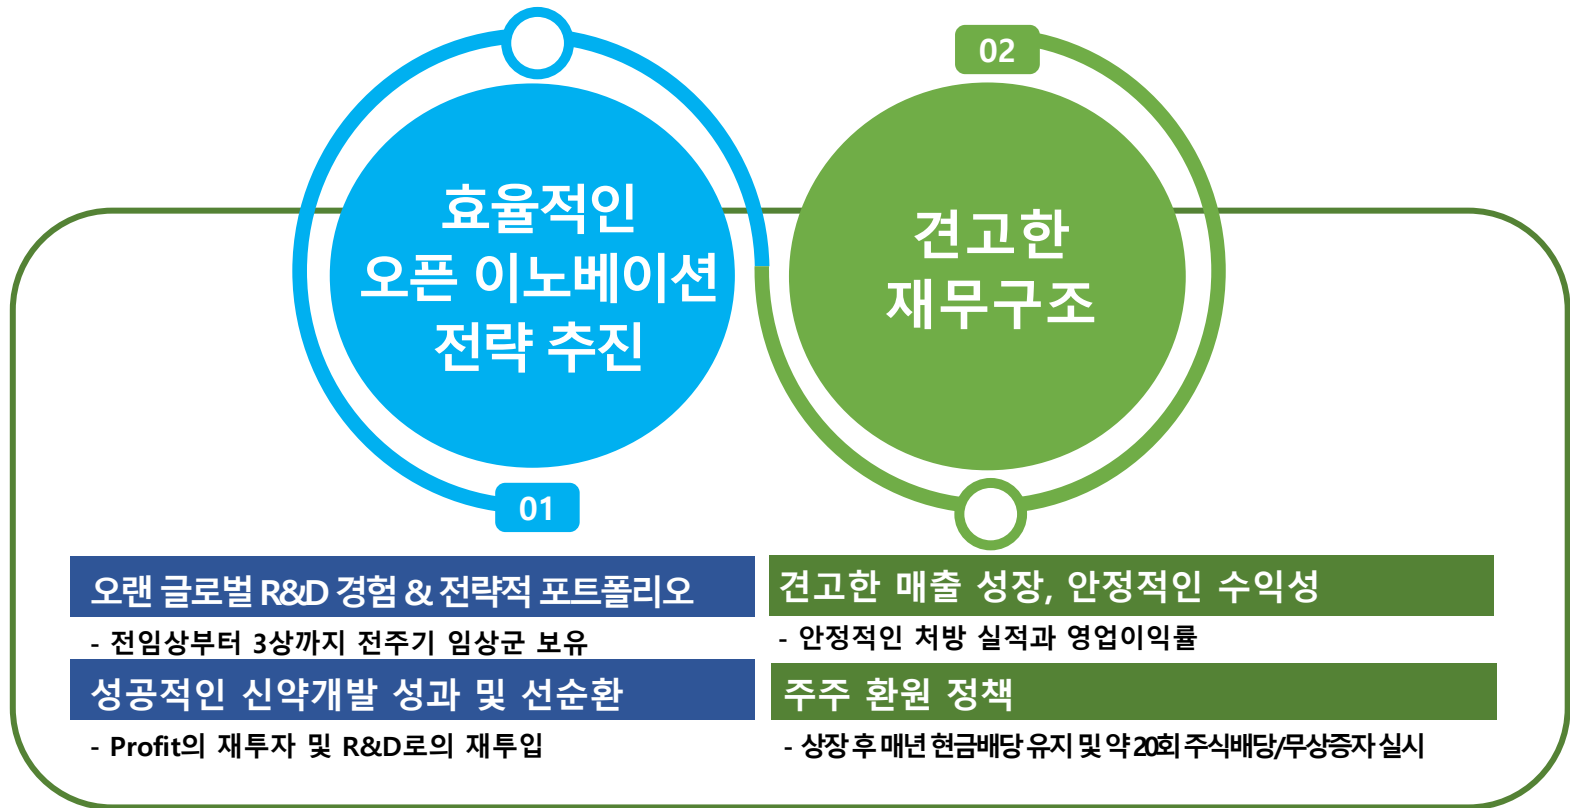 효율적인
오픈 이노베이션
전략 추진
01
02
견고한
재무구조
오랜 글로벌 R&D 경험 & 전략적 포트폴리오
- 전임상부터 3상까지 전주기 임상군 보유
성공적인 신약개발 성과 및 선순환
- Profit의 재투자 및 R&D로의 재투입
견고한 매출 성장, 안정적인 수익성
- 안정적인 처방 실적과 영업이익률
주주 환원 정책
- 상장 후 매년 현금배당 유지 및 약 20회 주식배당/무상증자 실시